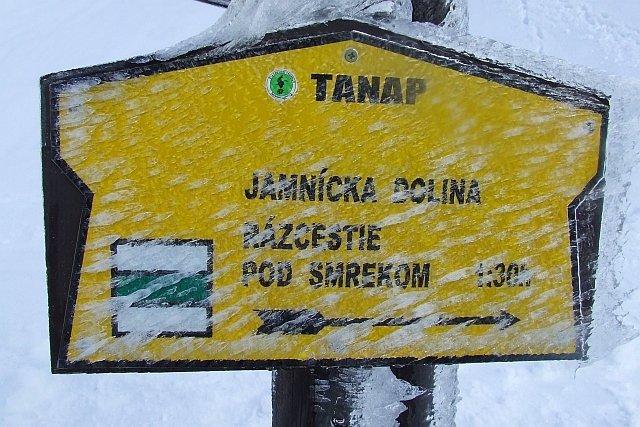 TANAP
JAMNÍCKA DOLINA
RÁZCESTIE
POD SMREKOM 1:30h